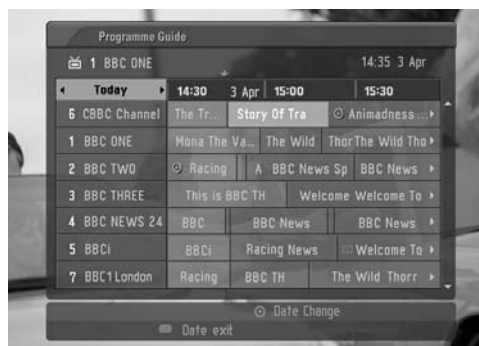 Programme Guide
1 BBC ONE 14:35 3 Apr
Today 14:30 3 Apr 15:00 15:30
6 CBBC Channel The Tr... Story Of Tra Animadness ...
1 BBC ONE Mona The Va... The Wild ThorThe Wild Tho
2 BBC TWO Racing A BBC News Sp BBC News
3 BBC THREE This is BBC TH Welcome Welcome To
4 BBC NEWS 24 BBC BBC News BBC News
5 BBCi BBCi Racing News Welcome To
7 BBC1London Racing BBC TH The Wild Thorr
Date Change
Date exit